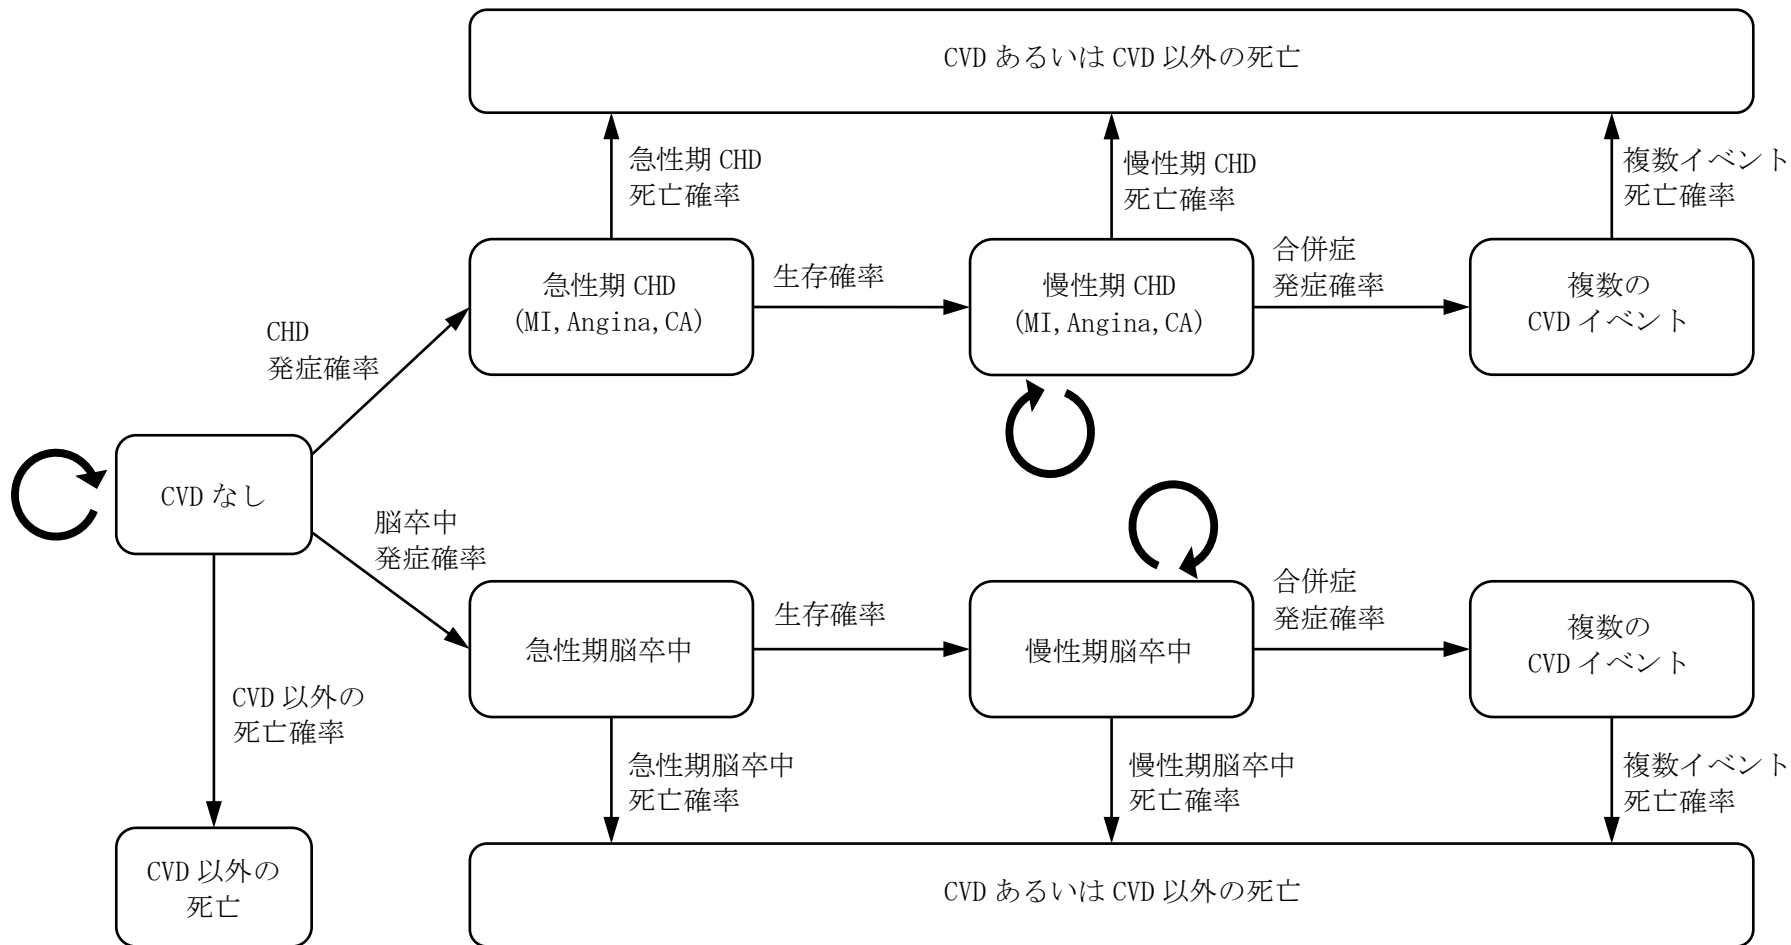 CVD あるいは CVD 以外の死亡
急性期 CHD
死亡確率
慢性期 CHD
死亡確率
複数イベント
死亡確率
急性期 CHD
(MI,Angina,CA)
生存確率
慢性期 CHD
(MI,Angina,CA)
合併症
発症確率
複数の
CVD イベント
CHD
発症確率
CVD なし
脳卒中
発症確率
急性期脳卒中
生存確率
慢性期脳卒中
合併症
発症確率
複数の
CVD イベント
CVD 以外の
死亡確率
急性期脳卒中
死亡確率
慢性期脳卒中
死亡確率
複数イベント
死亡確率
CVD 以外の
死亡
CVD あるいは CVD 以外の死亡